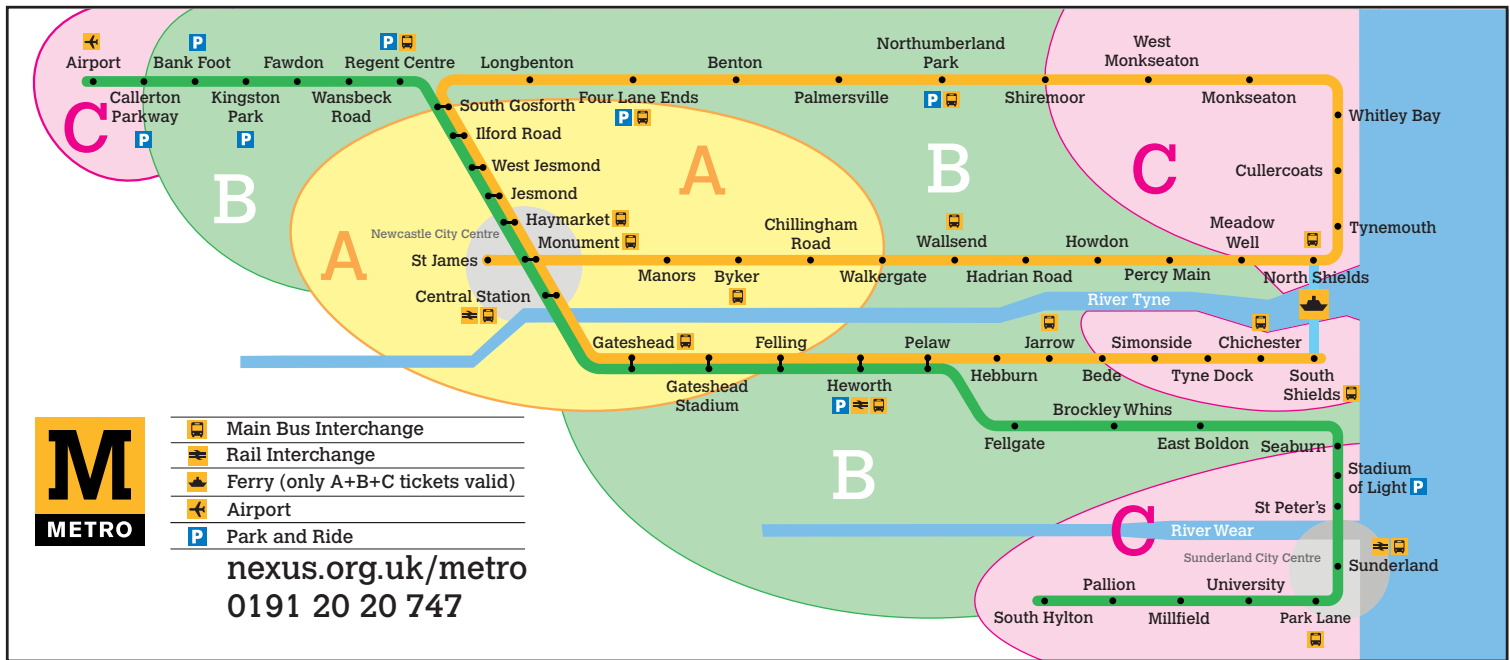 Airport
Callerton
Parkway
P
Bank Foot
P
Kingston
Park
P
Fawdon
Wansbeck
Road
Regent Centre
P
Longbenton
Four Lane Ends
P
Benton
Palmersville
Northumberland
Park
P
Shiremoor
West
Monkseaton
Monkseaton
Whitley Bay
Cullercoats
Tynemouth
South Gosforth
Ilford Road
West Jesmond
Jesmond
Haymarket
Newcastle City Centre
Monument
St James
Central Station
Manors
Byker
Chillingham
Road
Walkergate
Wallsend
Hadrian Road
Howdon
Percy Main
Meadow
Well
North Shields
C
B
A
A
B
C
River Tyne
Gateshead
Gateshead
Stadium
Felling
Heworth
P
Pelaw
Hebburn
Jarrow
Bede
Simonside
Tyne Dock
Chichester
South
Shields
Fellgate
Brockley Whins
East Boldon
Seaburn
Stadium
of Light P
St Peter's
B
C
River Wear
Sunderland City Centre
Sunderland
Park Lane
University
Millfield
Pallion
South Hylton
M
METRO
Main Bus Interchange
Rail Interchange
Ferry (only A+B+C tickets valid)
Airport
P Park and Ride
nexus.org.uk/metro
0191 20 20 747